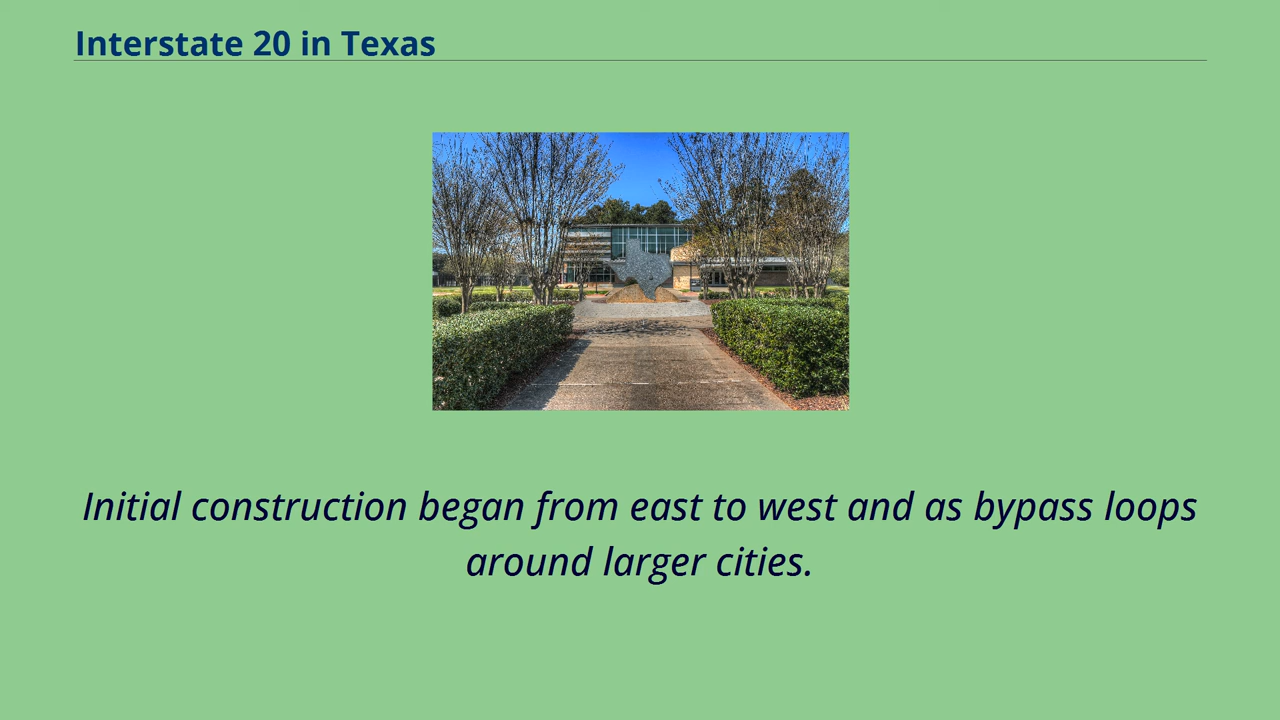 Interstate 20 in Texas
Initial construction began from east to west and as bypass loops
around larger cities.